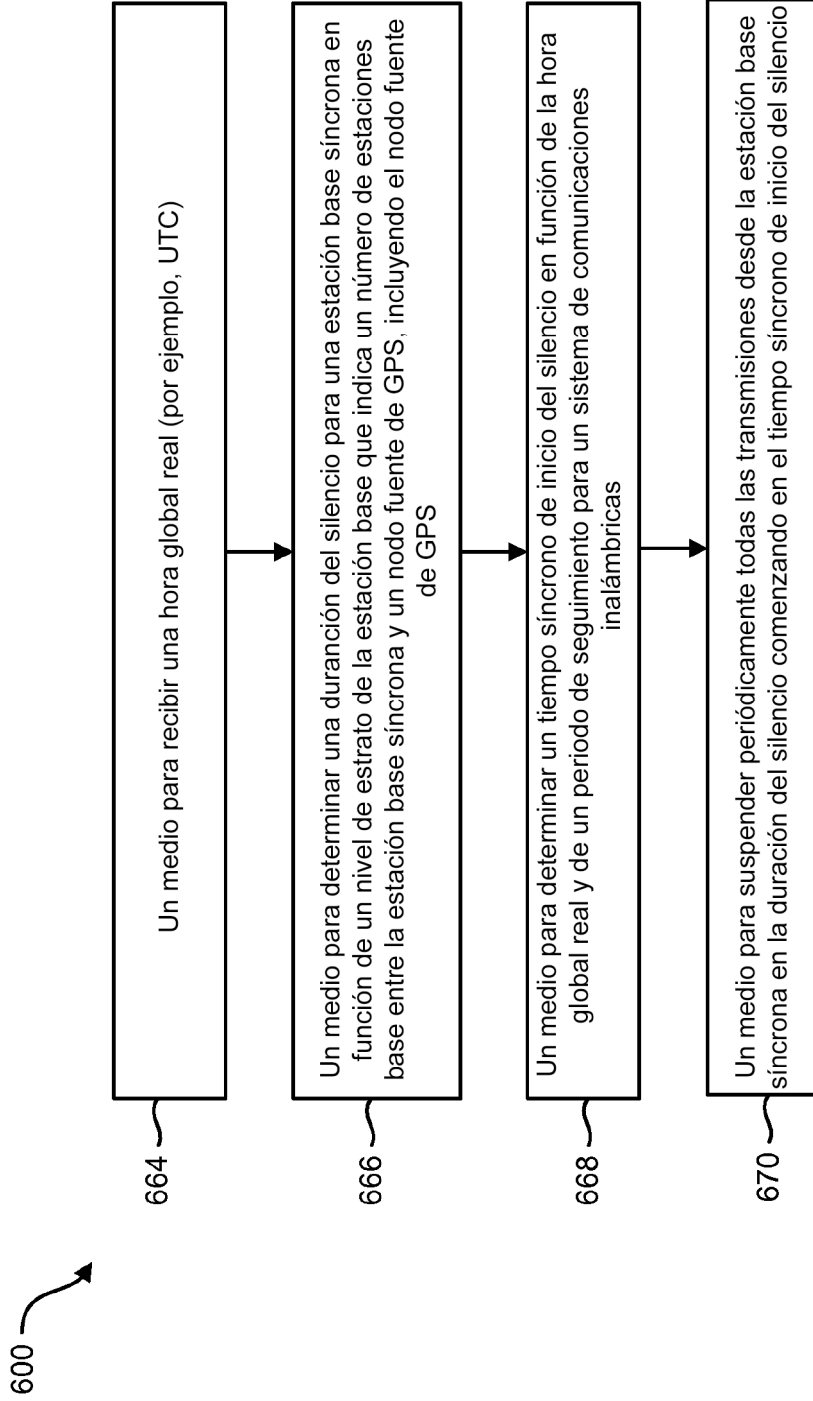 600
664
Un medio para recibir una hora global real (por ejemplo, UTC)
666
Un medio para determinar una duranción del silencio para una estación base síncrona en
función de un nivel de estrato de la estación base que indica un número de estaciones
base entre la estación base síncrona y un nodo fuente de GPS, incluyendo el nodo fuente
de GPS
668
Un medio para determinar un tiempo síncrono de inicio del silencio en función de la hora
global real y de un periodo de seguimiento para un sistema de comunicaciones
inalámbricas
670
Un medio para suspender periódicamente todas las transmisiones desde la estación base
síncrona en la duración del silencio comenzando en el tiempo síncrono de inicio del silencio